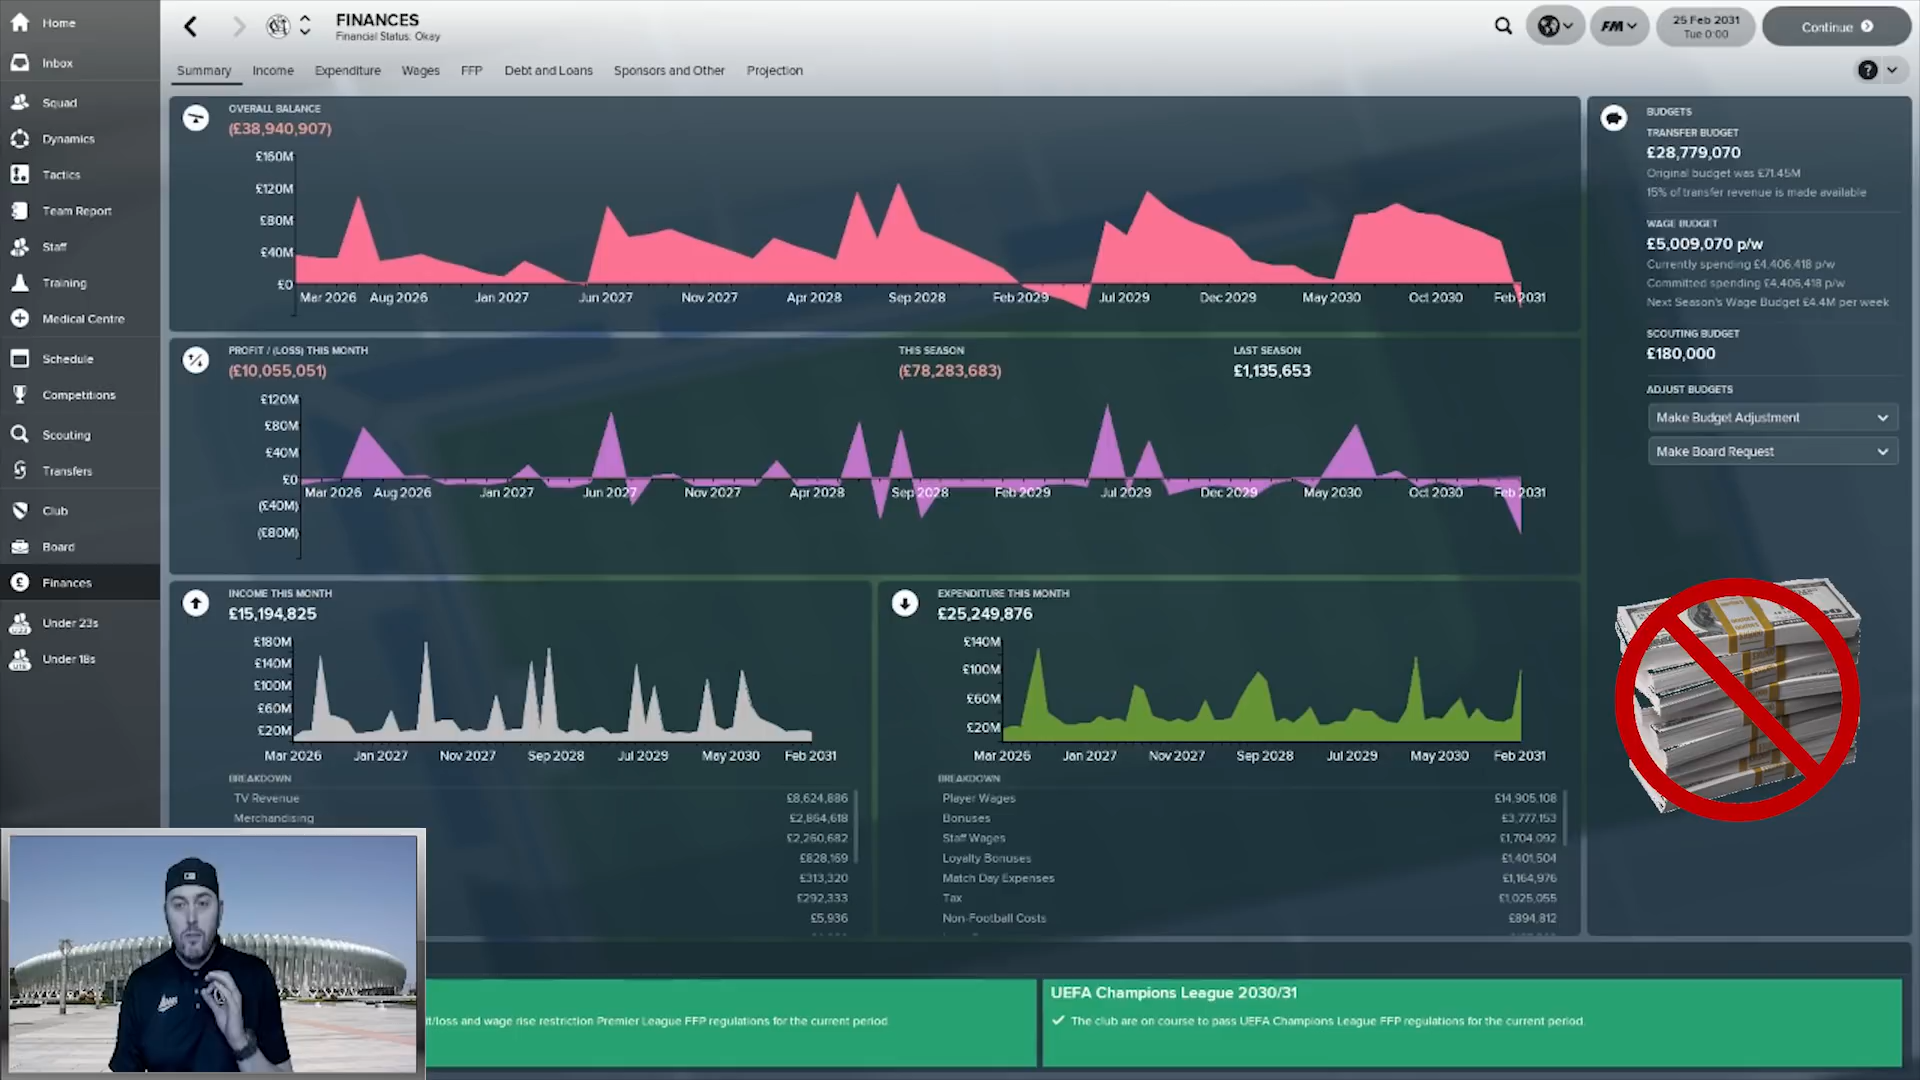 Home
Inbox
Squad
Dynamics
Tactics
Team Report
Staff
Training
Medical Centre
Schedule
Competitions
Scouting
Transfers
Club
Board
Finances
Under 23s
Under 18s
FINANCES
Financial Status: Okay
FM
25 Feb 2031
Tue 0:00
Continue
Summary Income Expenditure Wages FFP Debt and Loans Sponsors and Other Projection
OVERALL BALANCE
(£38,940,907)
£160M
£120M
£80M
£40M
£0
Mar 2026 Aug 2026 Jan 2027 Jun 2027 Nov 2027 Apr 2028 Sep 2028 Feb 2029 Jul 2029 Dec 2029 May 2030 Oct 2030 Feb 2031
PROFIT / (LOSS) THIS MONTH
(£10,055,051)
THIS SEASON
(£78,283,683)
LAST SEASON
£1,135,653
£120M
£80M
£40M
£0
(£40M)
(£80M)
Mar 2026 Aug 2026 Jan 2027 Jun 2027 Nov 2027 Apr 2028 Sep 2028 Feb 2029 Jul 2029 Dec 2029 May 2030 Oct 2030 Feb 2031
INCOME THIS MONTH
£15,194,825
£180M
£140M
£100M
£60M
£20M
Mar 2026 Jan 2027 Nov 2027 Sep 2028 Jul 2029 May 2030 Feb 2031
BREAKDOWN
TV Revenue £8,624,886
Merchandising £2,864,618
£2,260,682
£828,169
£313,320
£292,333
£5,936
EXPENDITURE THIS MONTH
£25,249,876
£140M
£100M
£60M
£20M
Mar 2026 Jan 2027 Nov 2027 Sep 2028 Jul 2029 May 2030 Feb 2031
BREAKDOWN
Player Wages £14,905,108
Bonuses £3,777,153
Staff Wages £1,704,092
Loyalty Bonuses £1,401,504
Match Day Expenses £1,164,976
Tax £1,025,055
Non-Football Costs £894,812
BUDGETS
TRANSFER BUDGET
£28,779,070
Original budget was £71.45M
15% of transfer revenue is made available
WAGE BUDGET
£5,009,070 p/w
Currently spending £4,406,418 p/w
Committed spending £4,406,418 p/w
Next Season's Wage Budget £4.4M per week
SCOUTING BUDGET
£180,000
ADJUST BUDGETS
Make Budget Adjustment
Make Board Request
it/loss and wage rise restriction Premier League FFP regulations for the current period.
UEFA Champions League 2030/31
The club are on course to pass UEFA Champions League FFP regulations for the current period.